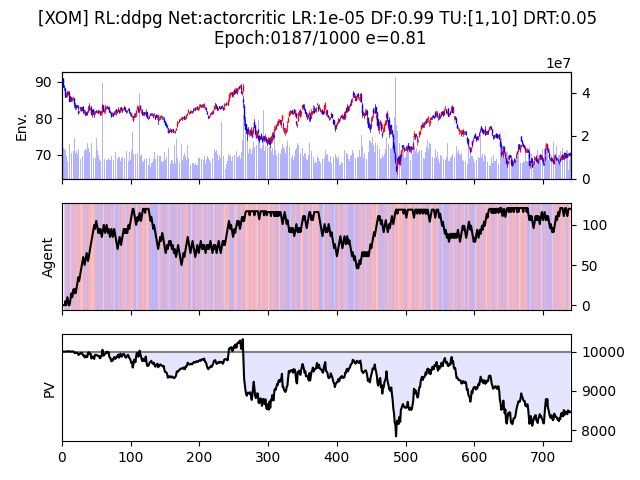 [XOM] RL:ddpg Net:actorcritic LR:1e-05 DF:0.99 TU:[1,10] DRT:0.05
Epoch:0187/1000 e=0.81
1e7
90
80
70
Env.
4
2
0
Agent
100
50
0
PV
10000
9000
8000
0 100 200 300 400 500 600 700